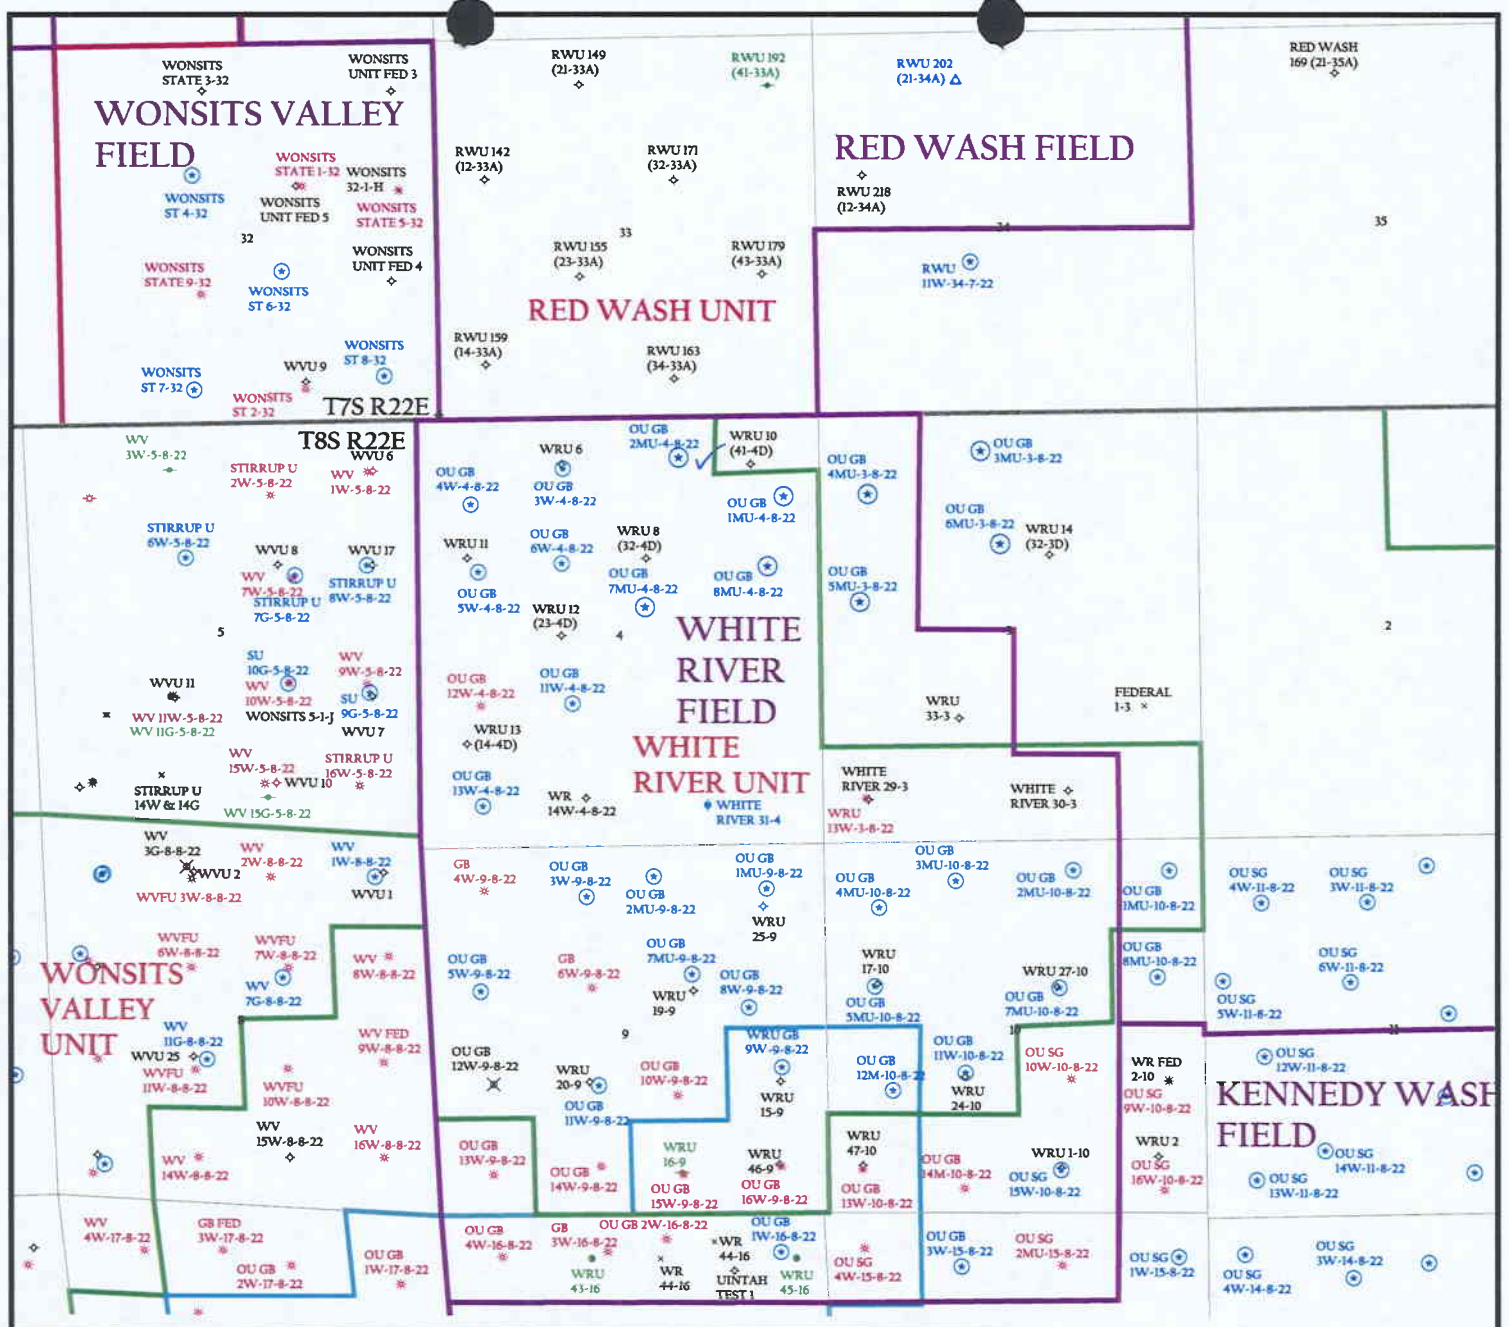 WONSITS
STATE 3-32
WONSITS
UNIT FED 3
RWU 149
(21-33A)
RWU 192
(41-33A)
RWU 202
(21-34A)
RED WASH
169 (21-35A)
WONSITS VALLEY
FIELD
RED WASH FIELD
WONSITS
STATE 1-32
WONSITS
32-1-H
RWU 142
(12-33A)
RWU 171
(32-33A)
RWU 218
(12-34A)
WONSITS
ST 4-32
WONSITS
UNIT FED 5
WONSITS
STATE 5-32
32
33
34
35
WONSITS
UNIT FED 4
RWU 155
(23-33A)
RWU 179
(43-33A)
WONSITS
STATE 9-32
WONSITS
ST 6-32
RWU
11W-34-7-22
RED WASH UNIT
RWU 159
(14-33A)
RWU 163
(34-33A)
WONSITS
ST 8-32
WVU 9
WONSITS
ST 7-32
WONSITS
ST 2-32
T7S R22E
T8S R22E
WV
3W-5-8-22
WVU 6
STIRRUP U
2W-5-8-22
WV
1W-5-8-22
OU GB
4W-4-8-22
WRU 6
OU GB
3W-4-8-22
OU GB
2MU-4-8-22
WRU 10
(41-4D)
OU GB
1MU-4-8-22
OU GB
4MU-3-8-22
OU GB
3MU-3-8-22
OU GB
6MU-3-8-22
WRU 14
(32-3D)
STIRRUP U
6W-5-8-22
WVU 8
WV
7W-5-8-22
STIRRUP U
7G-5-8-22
WVU 17
STIRRUP U
8W-5-8-22
WRU 11
OU GB
5W-4-8-22
OU GB
6W-4-8-22
WRU 8
(32-4D)
OU GB
7MU-4-8-22
OU GB
8MU-4-8-22
OU GB
5MU-3-8-22
WRU 12
(23-4D)
5
4
3
2
WHITE
RIVER
FIELD
SU
10G-5-8-22
WV
10W-5-8-22
WV
9W-5-8-22
SU
9G-5-8-22
WVU 11
WV 11W-5-8-22
WV 11G-5-8-22
WONSITS 5-1-J
WVU 7
OU GB
12W-4-8-22
OU GB
11W-4-8-22
WRU 13
(14-4D)
WRU
33-3
FEDERAL
1-3
WHITE
RIVER UNIT
WV
15W-5-8-22
WVU 10
STIRRUP U
16W-5-8-22
STIRRUP U
14W & 14G
WV 15G-5-8-22
OU GB
13W-4-8-22
WR
14W-4-8-22
WHITE
RIVER 31-4
WHITE
RIVER 29-3
WRU
13W-3-8-22
WHITE
RIVER 30-3
WV
3G-8-8-22
WVU 2
WVFU 3W-8-8-22
WV
2W-8-8-22
WV
1W-8-8-22
WVU 1
GB
4W-9-8-22
OU GB
3W-9-8-22
OU GB
2MU-9-8-22
OU GB
1MU-9-8-22
WRU
25-9
OU GB
4MU-10-8-22
OU GB
3MU-10-8-22
OU GB
2MU-10-8-22
OU GB
1MU-10-8-22
OU SG
4W-11-8-22
OU SG
3W-11-8-22
WVFU
6W-8-8-22
WVFU
7W-8-8-22
WV
7G-8-8-22
WV
8W-8-8-22
OU GB
5W-9-8-22
GB
6W-9-8-22
OU GB
7MU-9-8-22
WRU
19-9
OU GB
8W-9-8-22
WRU
17-10
OU GB
5MU-10-8-22
WRU 27-10
OU GB
7MU-10-8-22
OU GB
8MU-10-8-22
OU SG
5W-11-8-22
OU SG
6W-11-8-22
WONSITS
VALLEY
UNIT
8
9
10
11
WV
11G-8-8-22
WVU 25
WVFU
11W-8-8-22
WV FED
9W-8-8-22
WVFU
10W-8-8-22
OU GB
12W-9-8-22
WRU
20-9
OU GB
11W-9-8-22
OU GB
10W-9-8-22
WRU GB
9W-9-8-22
WRU
15-9
OU GB
12M-10-8-22
OU GB
11W-10-8-22
WRU
24-10
OU SG
10W-10-8-22
WR FED
2-10
OU SG
9W-10-8-22
OU SG
12W-11-8-22
KENNEDY WASH
FIELD
WV
15W-8-8-22
WV
14W-8-8-22
WV
16W-8-8-22
OU GB
13W-9-8-22
OU GB
14W-9-8-22
WRU
16-9
OU GB
15W-9-8-22
WRU
46-9
OU GB
16W-9-8-22
WRU
47-10
OU GB
13W-10-8-22
OU GB
14M-10-8-22
WRU 1-10
OU SG
15W-10-8-22
WRU 2
OU SG
16W-10-8-22
OU SG
14W-11-8-22
OU SG
13W-11-8-22
WV
4W-17-8-22
GB FED
3W-17-8-22
OU GB
2W-17-8-22
OU GB
1W-17-8-22
OU GB
4W-16-8-22
GB
3W-16-8-22
WRU
43-16
OU GB 2W-16-8-22
WR
44-16
WR
44-16
UINTAH
TEST 1
OU GB
1W-16-8-22
WRU
45-16
OU SG
4W-15-8-22
OU GB
3W-15-8-22
OU SG
2MU-15-8-22
OU SG
1W-15-8-22
OU SG
4W-14-8-22
OU SG
3W-14-8-22